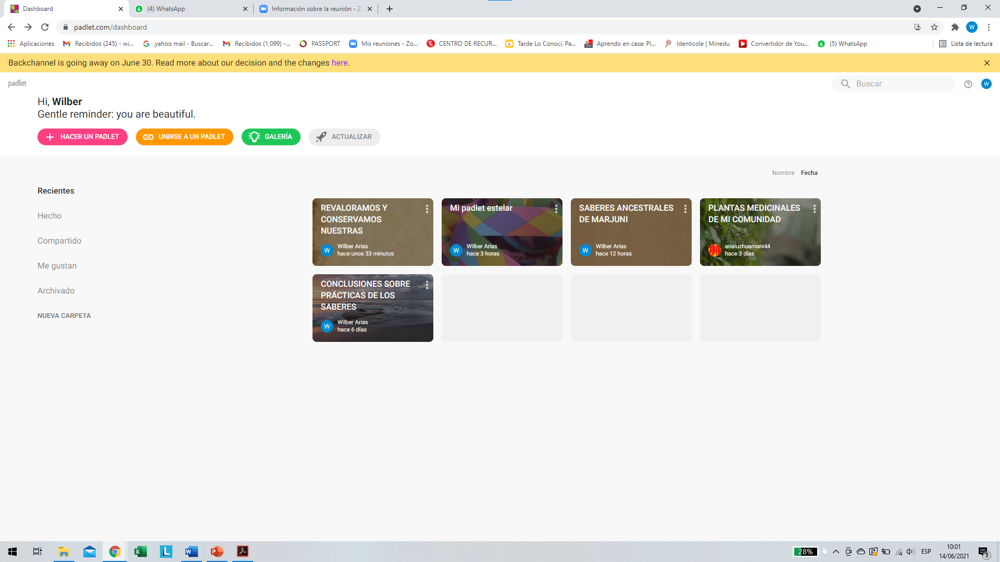 Dashboard
(4) WhatsApp
Información sobre la reunión - Zo
padlet.com/dashboard
Aplicaciones
Recibidos (245) - wi...
yahoo mail - Buscar...
Recibidos (1,099) -...
PASSPORT
Mis reuniones - Zo...
CENTRO DE RECUR...
Tarde Lo Conocí, Pa...
Aprendo en casa: Pl...
Identicole | Minedu
Convertidor de You...
(5) WhatsApp
Lista de lectura
Backchannel is going away on June 30. Read more about our decision and the changes here.
padlet
Buscar
W
Hi, Wilber
Gentle reminder: you are beautiful.
HACER UN PADLET
UNIRSE A UN PADLET
GALERÍA
ACTUALIZAR
Nombre
Fecha
Recientes
Hecho
Compartido
Me gustan
Archivado
NUEVA CARPETA
REVALORAMOS Y
CONSERVAMOS
NUESTRAS
W
Wilber Arias
hace unos 33 minutos
Mi padlet estelar
W
Wilber Arias
hace 3 horas
SABERES ANCESTRALES
DE MARJUNI
W
Wilber Arias
hace 12 horas
PLANTAS MEDICINALES
DE MI COMUNIDAD
analuzhuamani44
hace 3 días
CONCLUSIONES SOBRE
PRÁCTICAS DE LOS
SABERES
W
Wilber Arias
hace 6 días
28%
ESP
10:01
14/06/2021
3